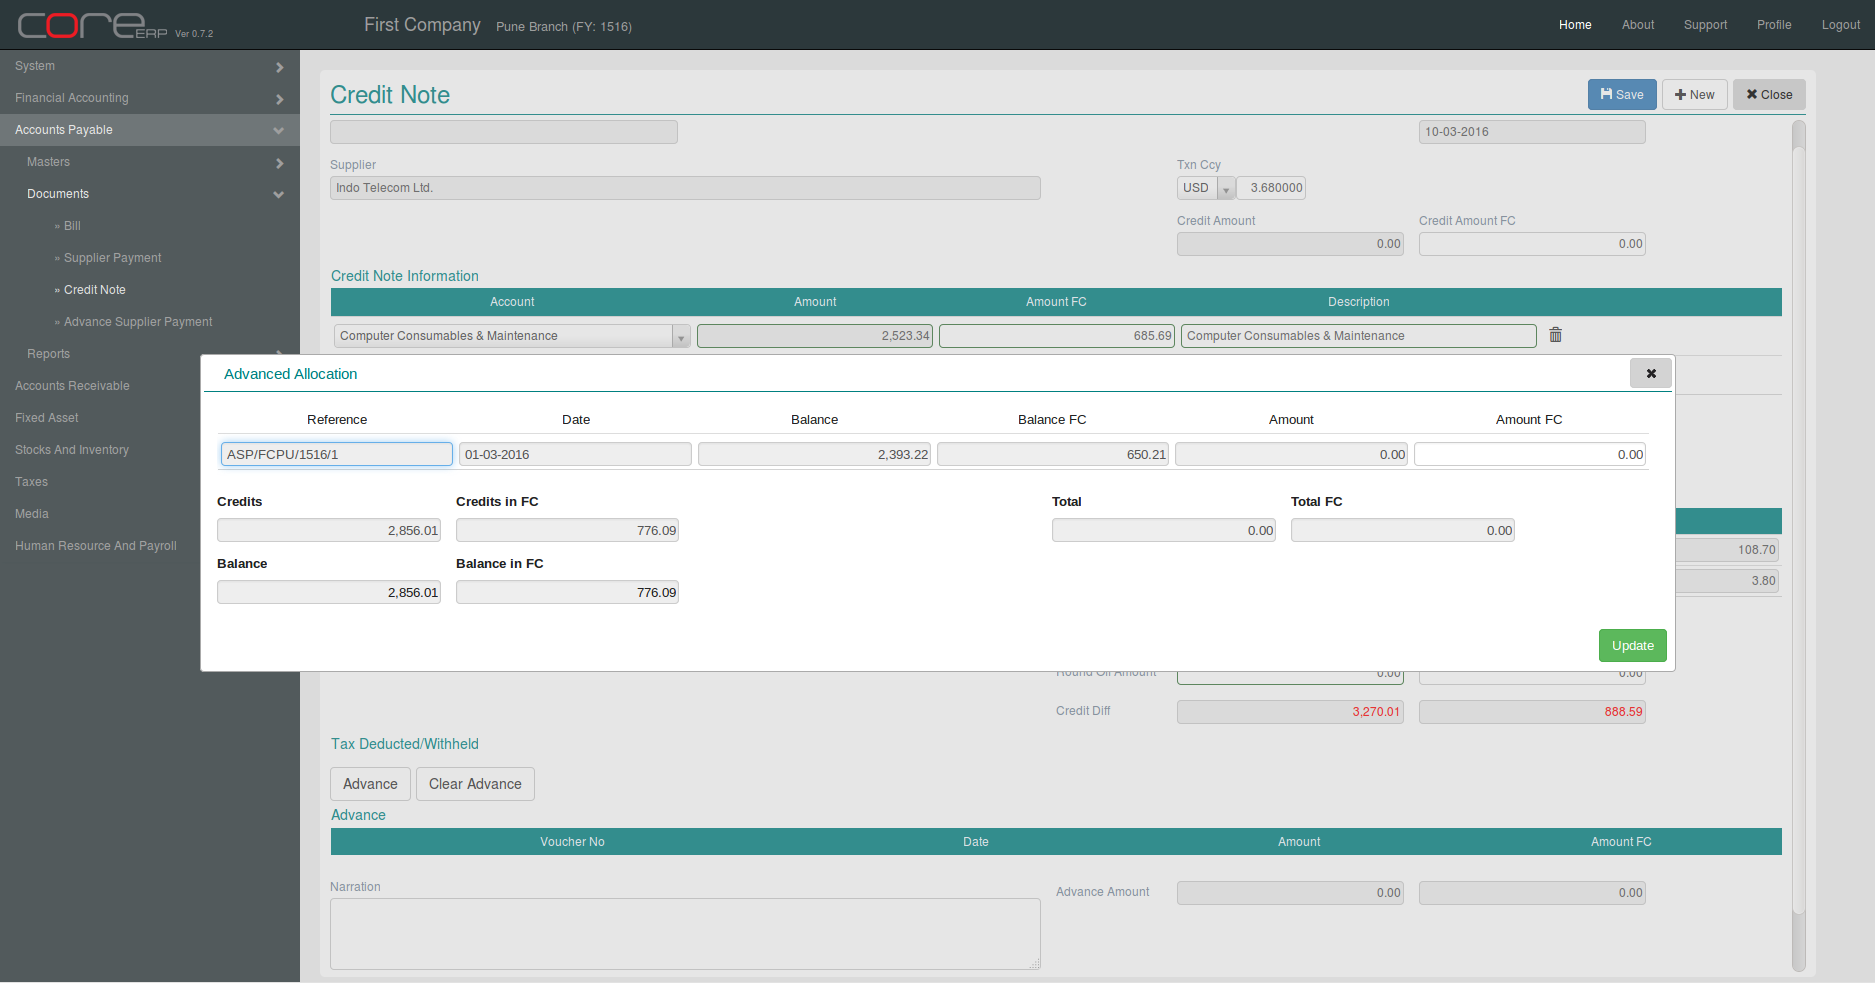 core ERP Ver 0.7.2
First Company Pune Branch (FY: 1516)
Home About Support Profile Logout
System
Financial Accounting
Accounts Payable
Masters
Documents
» Bill
» Supplier Payment
» Credit Note
» Advance Supplier Payment
Reports
Accounts Receivable
Fixed Asset
Stocks And Inventory
Taxes
Media
Human Resource And Payroll
Credit Note
Save New Close
10-03-2016
Supplier Txn Ccy
Indo Telecom Ltd. USD 3.680000
Credit Amount Credit Amount FC
0.00 0.00
Credit Note Information
Account Amount Amount FC Description
Computer Consumables & Maintenance 2,523.34 685.69 Computer Consumables & Maintenance
Advanced Allocation
Reference Date Balance Balance FC Amount Amount FC
ASP/FCPU/1516/1 01-03-2016 2,393.22 650.21 0.00 0.00
Credits Credits in FC Total Total FC
2,856.01 776.09 0.00 0.00
Balance Balance in FC
2,856.01 776.09
Update
108.70
3.80
Round Off Amount 0.00 0.00
Credit Diff 3,270.01 888.59
Tax Deducted/Withheld
Advance Clear Advance
Advance
Voucher No Date Amount Amount FC
Narration
Advance Amount 0.00 0.00